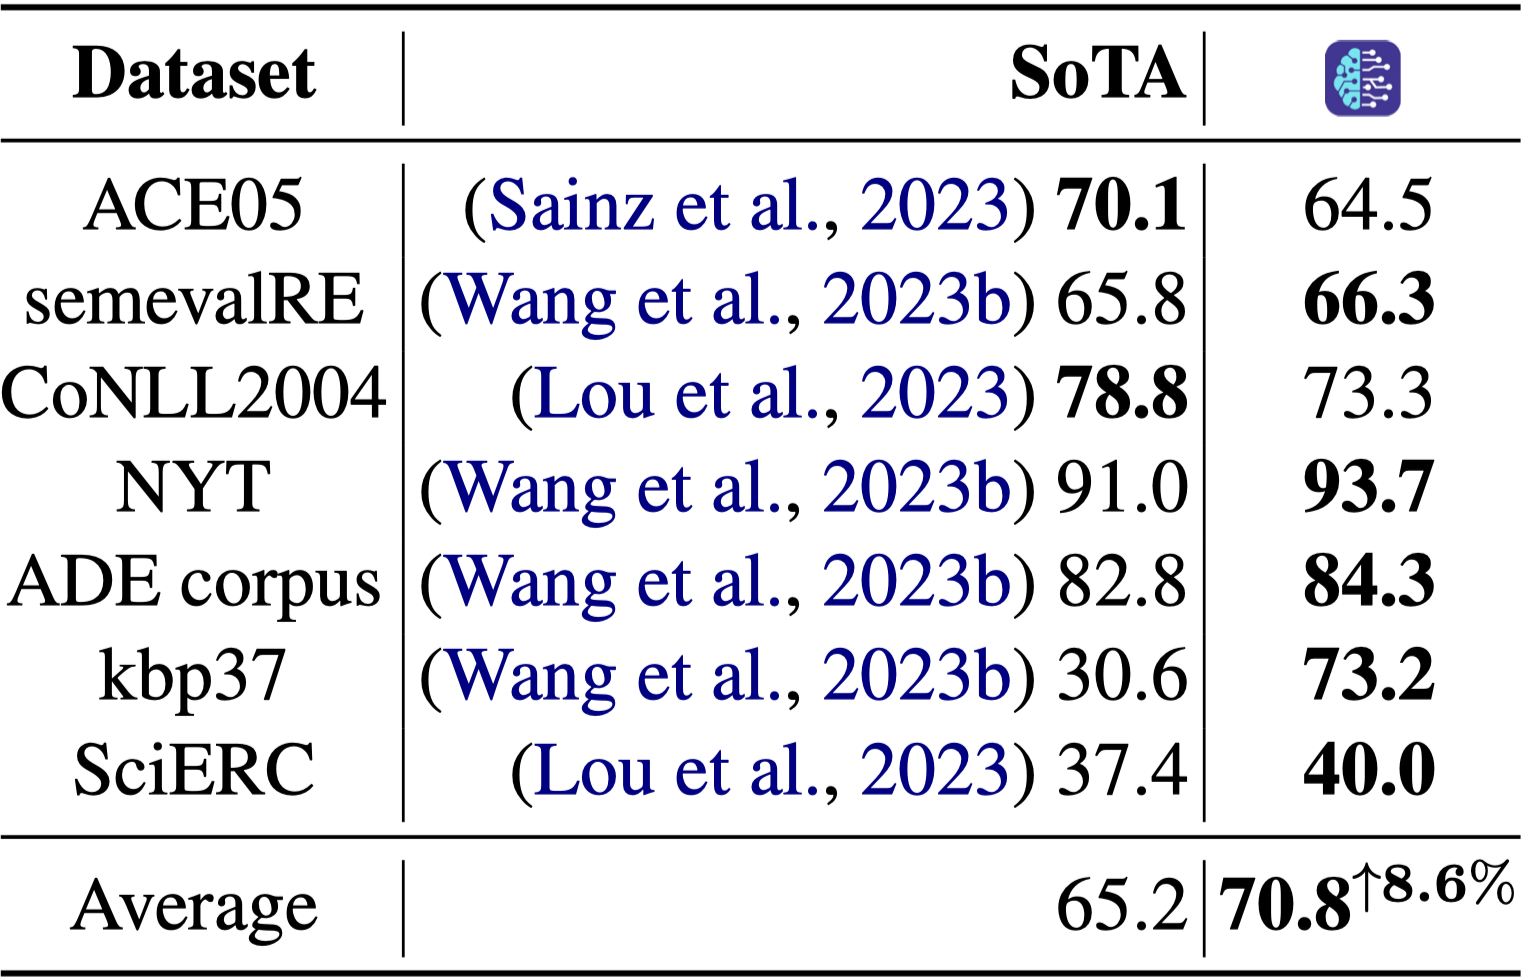 Dataset SoTA
ACE05 (Sainz et al., 2023) 70.1 64.5
semevalRE (Wang et al., 2023b) 65.8 66.3
CoNLL2004 (Lou et al., 2023) 78.8 73.3
NYT (Wang et al., 2023b) 91.0 93.7
ADE corpus (Wang et al., 2023b) 82.8 84.3
kbp37 (Wang et al., 2023b) 30.6 73.2
SciERC (Lou et al., 2023) 37.4 40.0
Average 65.2 70.8↑8.6%